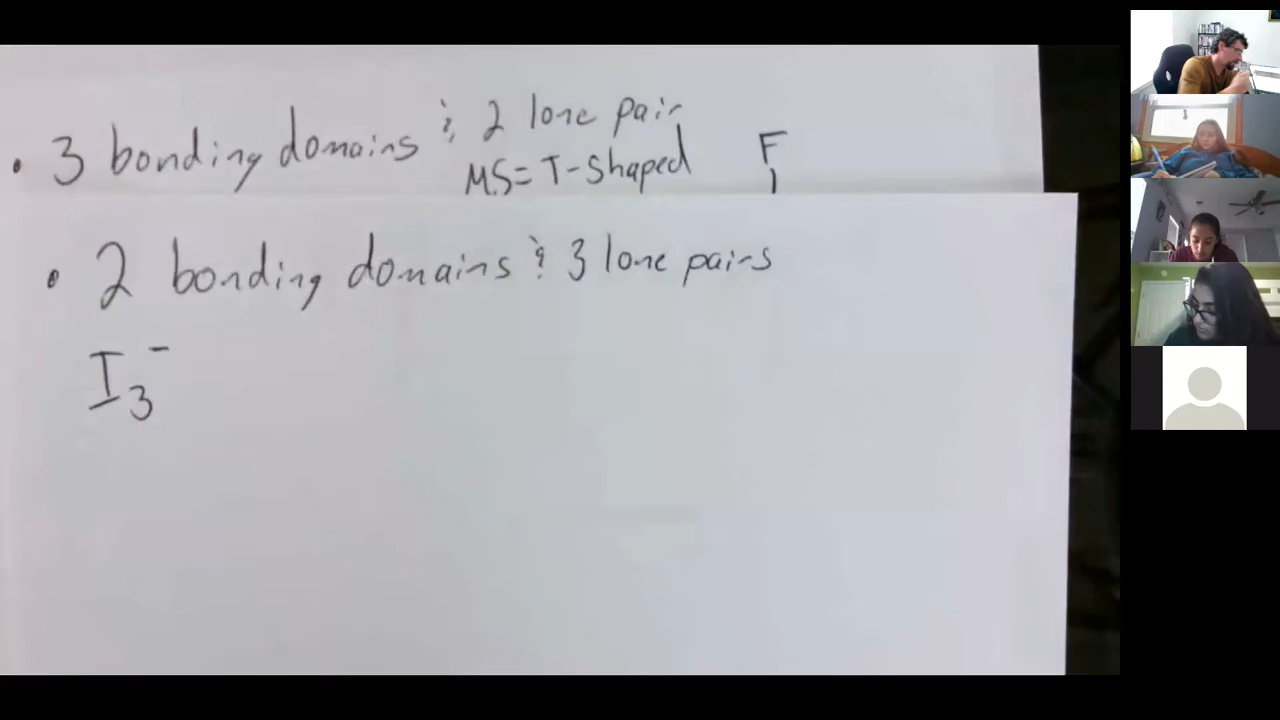 • 3 bonding domains & 2 lone pair
MS = T-shaped
F
• 2 bonding domains & 3 lone pairs
I₃⁻